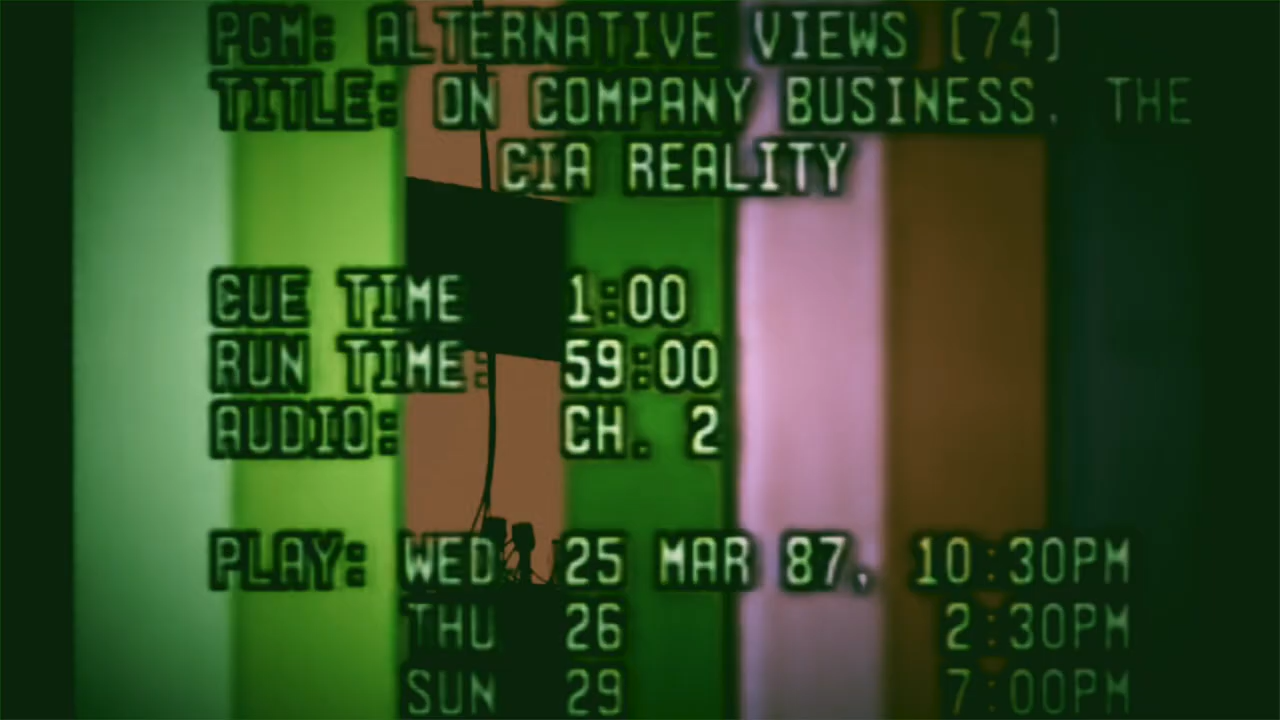 PGM: ALTERNATIVE VIEWS [74]
TITLE: ON COMPANY BUSINESS. THE
CIA REALITY
CUE TIME 1:00
RUN TIME: 59:00
AUDIO: CH. 2
PLAY: WED 25 MAR 87, 10:30PM
THU 26 2:30PM
SUN 29 7:00PM